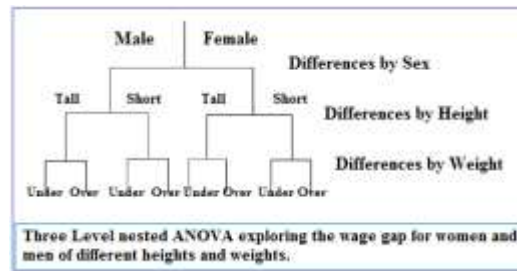 Male Female
Differences by Sex
Tall Short Tall Short
Differences by Height
Differences by Weight
Under Over Under Over Under Over Under Over
Three Level nested ANOVA exploring the wage gap for women and
men of different heights and weights.